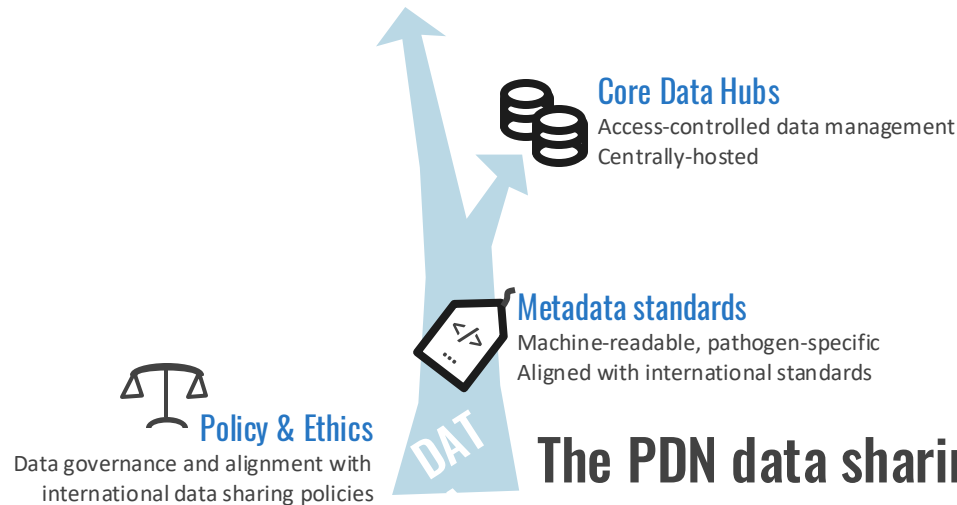 Core Data Hubs
Access-controlled data management
Centrally-hosted
Metadata standards
Machine-readable, pathogen-specific
Aligned with international standards
</>
...
Policy & Ethics
Data governance and alignment with
international data sharing policies
DAT
The PDN data